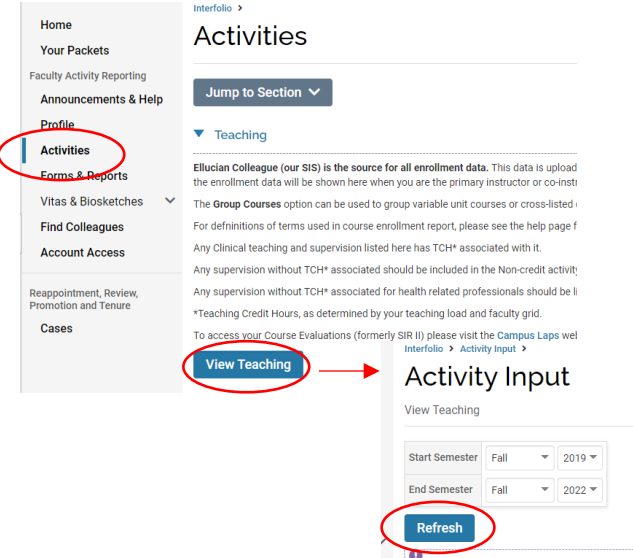 Home
Your Packets
Faculty Activity Reporting
Announcements & Help
Profile
Activities
Forms & Reports
Vitas & Biosketches
Find Colleagues
Account Access
Reappointment, Review,
Promotion and Tenure
Cases
Interfolio >
Activities
Jump to Section
Teaching
Ellucian Colleague (our SIS) is the source for all enrollment data. This data is upload
the enrollment data will be shown here when you are the primary instructor or co-instr
The Group Courses option can be used to group variable unit courses or cross-listed
For defninitions of terms used in course enrollment report, please see the help page f
Any Clinical teaching and supervision listed here has TCH* associated with it.
Any supervision without TCH* associated should be included in the Non-credit activity
Any supervision without TCH* associated for health related professionals should be li
*Teaching Credit Hours, as determined by your teaching load and faculty grid.
To access your Course Evaluations (formerly SIR II) please visit the Campus Laps wel
View Teaching
Interfolio > Activity Input >
Activity Input
View Teaching
Start Semester Fall 2019
End Semester Fall 2022
Refresh